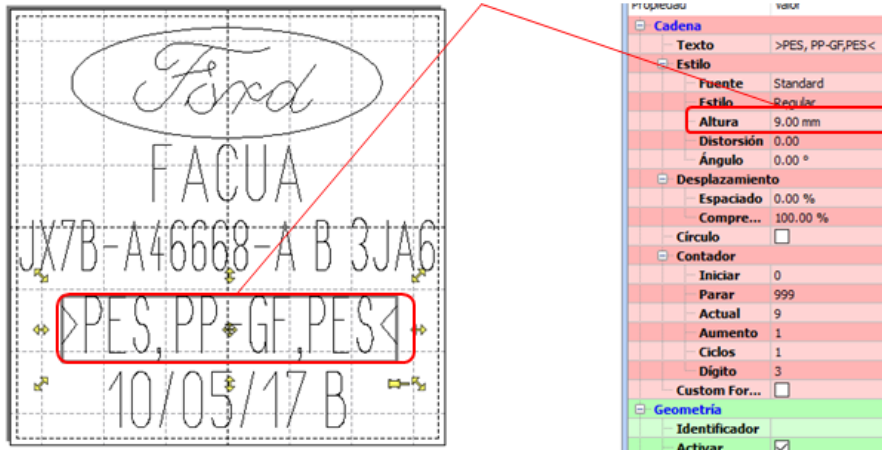 Ford
FACUA
JX7B-A46668-A B 3JA6
>PES, PP-GF,PES<
10/05/17 B
Propiedad Valor
Cadena
Texto >PES, PP-GF,PES<
Estilo
Fuente Standard
Estilo Regular
Altura 9.00 mm
Distorsión 0.00
Ángulo 0.00 °
Desplazamiento
Espaciado 0.00 %
Compre... 100.00 %
Círculo
Contador
Iniciar 0
Parar 999
Actual 9
Aumento 1
Ciclos 1
Dígito 3
Custom For...
Geometría
Identificador
Activar